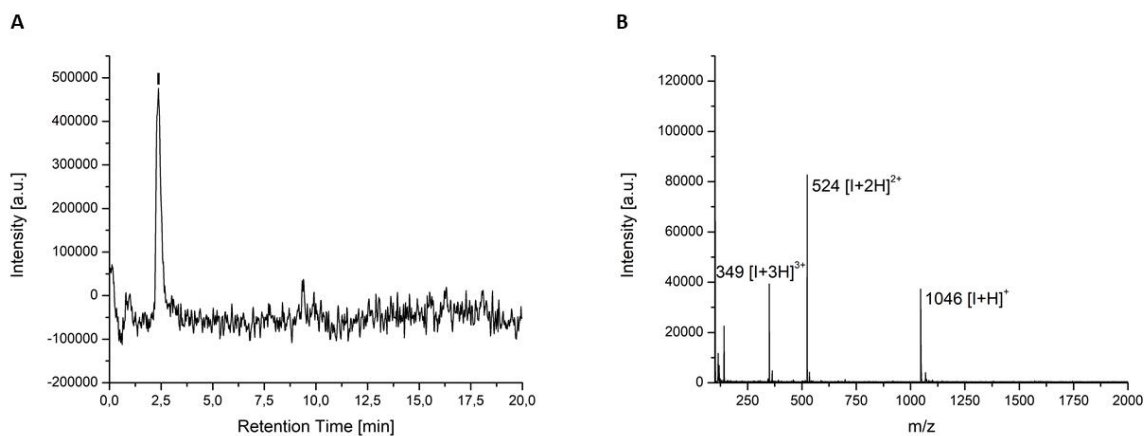 A
Intensity [a.u.]
500000
400000
300000
200000
100000
0
-100000
-200000
I
0,0 2,5 5,0 7,5 10,0 12,5 15,0 17,5 20,0
Retention Time [min]
B
Intensity [a.u.]
120000
100000
80000
60000
40000
20000
0
524 [I+2H]²⁺
349 [I+3H]³⁺
1046 [I+H]⁺
250 500 750 1000 1250 1500 1750 2000
m/z